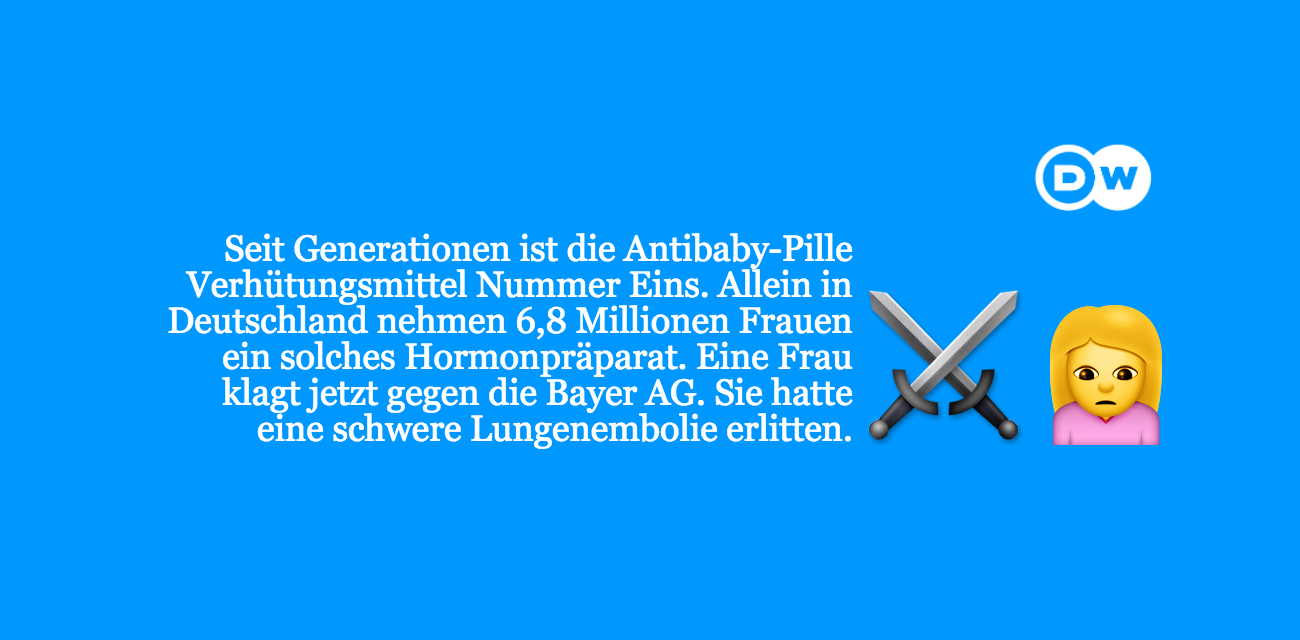 DW
Seit Generationen ist die Antibaby-Pille
Verhütungsmittel Nummer Eins. Allein in
Deutschland nehmen 6,8 Millionen Frauen
ein solches Hormonpräparat. Eine Frau
klagt jetzt gegen die Bayer AG. Sie hatte
eine schwere Lungenembolie erlitten.